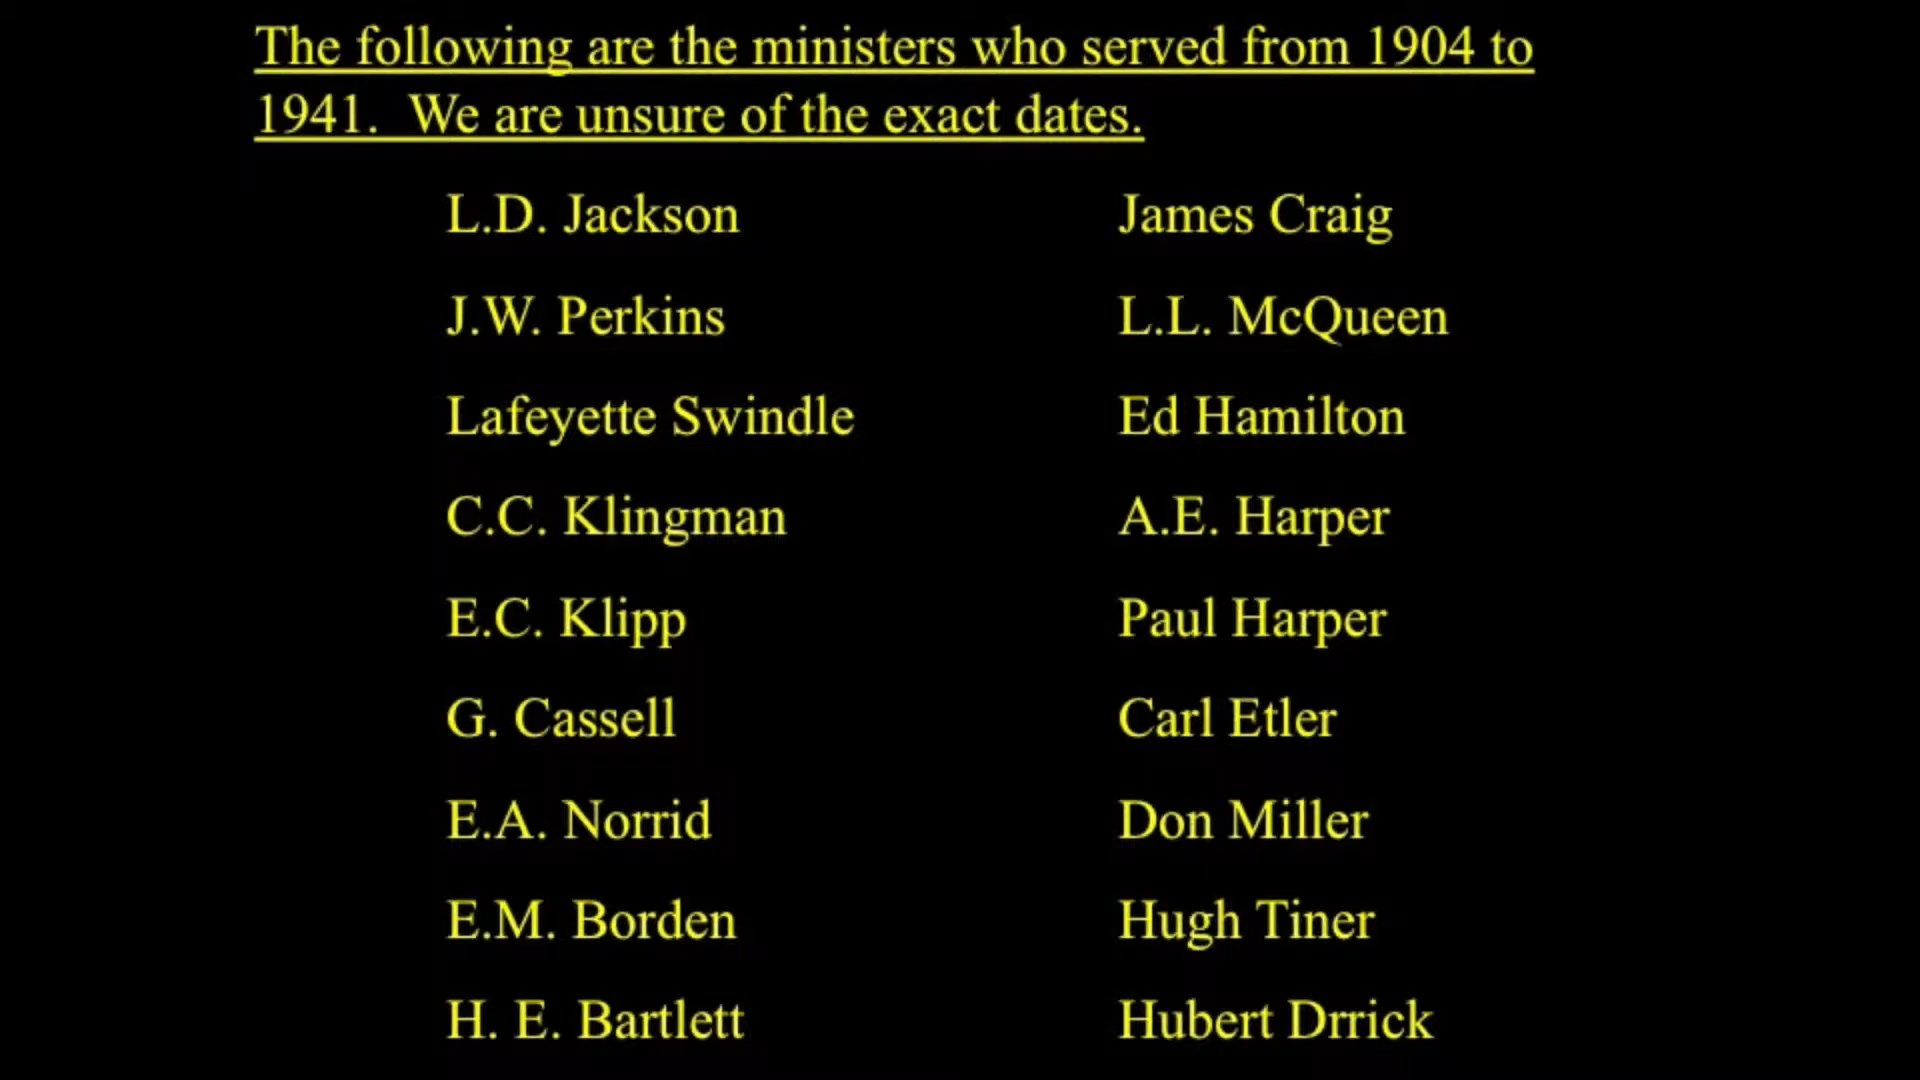 The following are the ministers who served from 1904 to
1941.  We are unsure of the exact dates.
L.D. Jackson James Craig
J.W. Perkins L.L. McQueen
Lafeyette Swindle Ed Hamilton
C.C. Klingman A.E. Harper
E.C. Klipp Paul Harper
G. Cassell Carl Etler
E.A. Norrid Don Miller
E.M. Borden Hugh Tiner
H. E. Bartlett Hubert Drrick